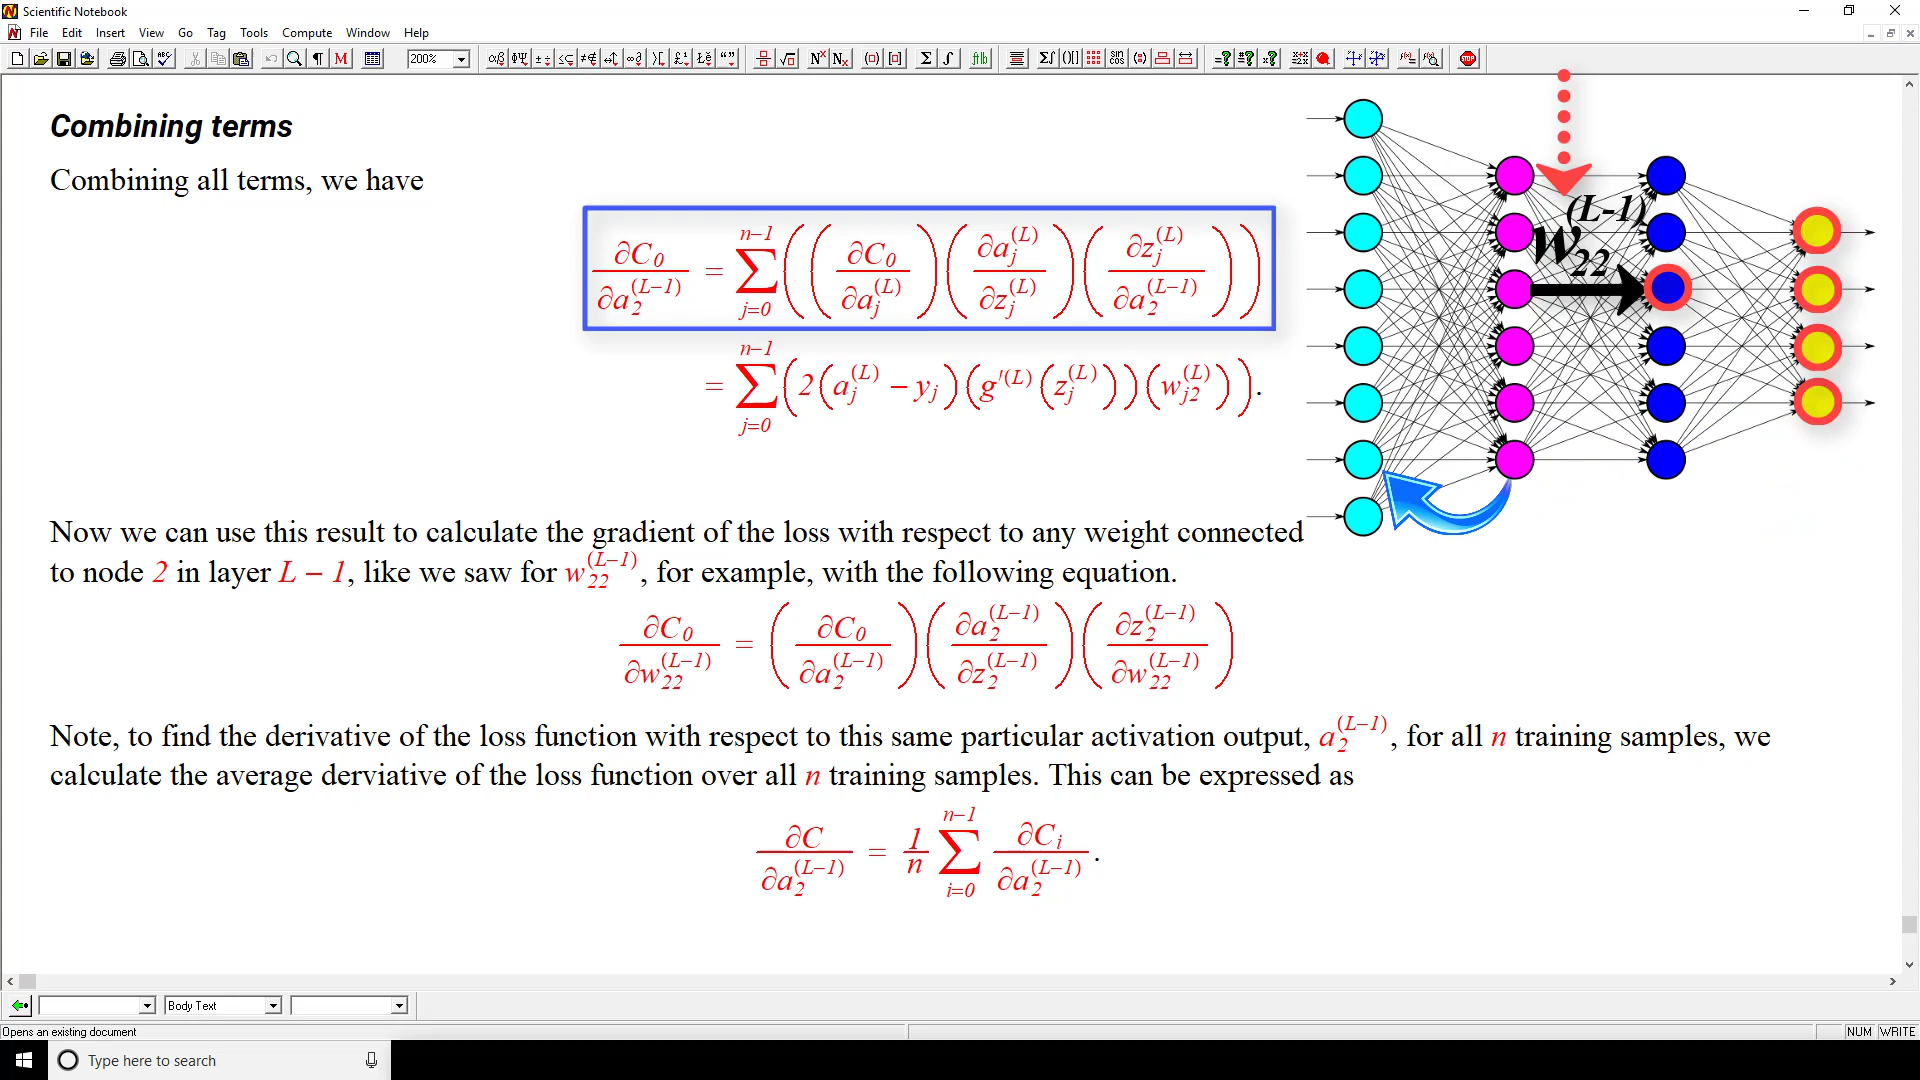 Scientific Notebook
File Edit Insert View Go Tag Tools Compute Window Help
200%
Combining terms
Combining all terms, we have
∂C₀/∂a₂^(L−1) = ∑_{j=0}^{n−1} ( (∂C₀/∂a_j^(L)) (∂a_j^(L)/∂z_j^(L)) (∂z_j^(L)/∂a₂^(L−1)) )
= ∑_{j=0}^{n−1} ( 2 (a_j^(L) − y_j) (g′^(L) (z_j^(L))) (w_{j2}^(L)) ).
w₂₂^(L-1)
Now we can use this result to calculate the gradient of the loss with respect to any weight connected
to node 2 in layer L − 1, like we saw for w₂₂^(L−1), for example, with the following equation.
∂C₀/∂w₂₂^(L−1) = (∂C₀/∂a₂^(L−1)) (∂a₂^(L−1)/∂z₂^(L−1)) (∂z₂^(L−1)/∂w₂₂^(L−1))
Note, to find the derivative of the loss function with respect to this same particular activation output, a₂^(L−1), for all n training samples, we
calculate the average derviative of the loss function over all n training samples. This can be expressed as
∂C/∂a₂^(L−1) = 1/n ∑_{i=0}^{n−1} ∂C_i/∂a₂^(L−1).
Body Text
Opens an existing document
NUM WRITE
Type here to search